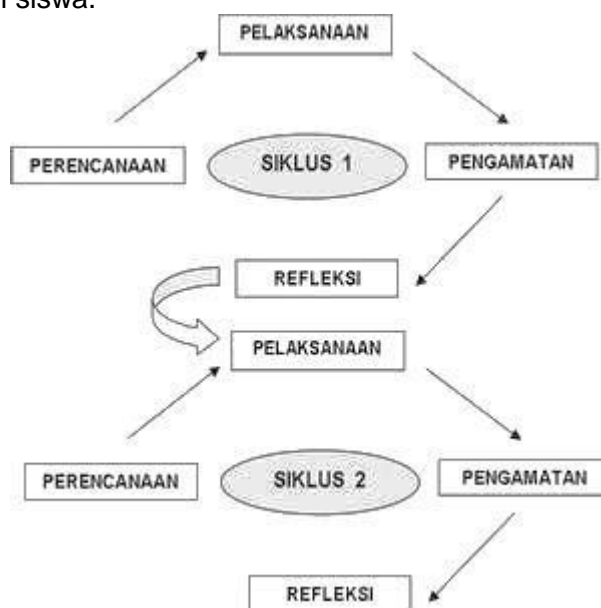 siswa.
PELAKSANAAN
PERENCANAAN
SIKLUS 1
PENGAMATAN
REFLEKSI
PELAKSANAAN
PERENCANAAN
SIKLUS 2
PENGAMATAN
REFLEKSI